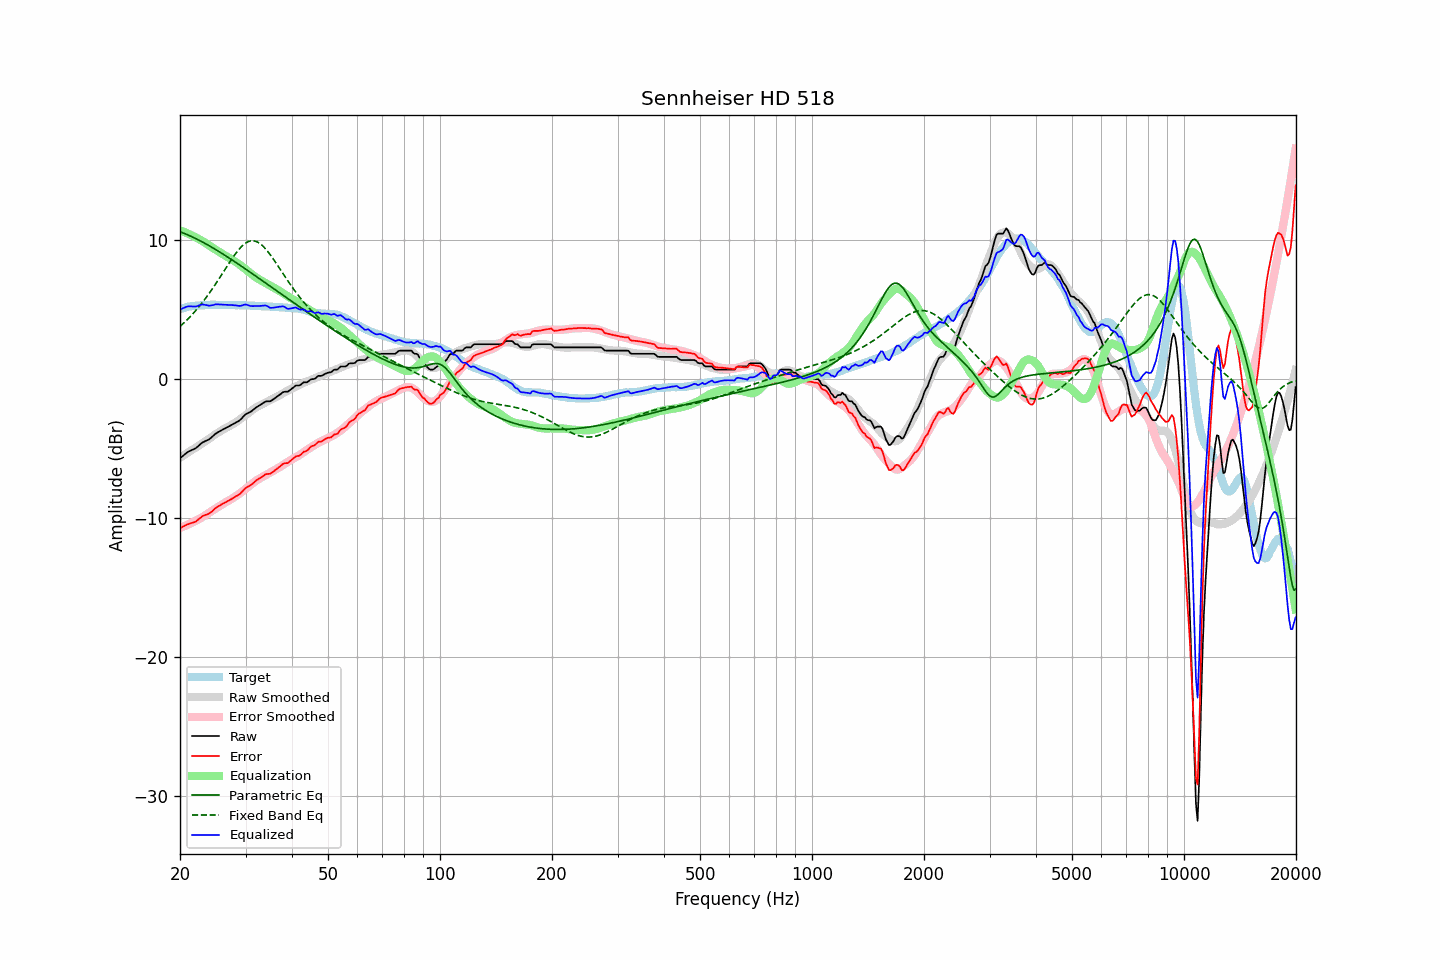 Sennheiser HD 518
Amplitude (dBr)
10
0
−10
−20
−30
Target
Raw Smoothed
Error Smoothed
Raw
Error
Equalization
Parametric Eq
Fixed Band Eq
Equalized
20 50 100 200 500 1000 2000 5000 10000 20000
Frequency (Hz)